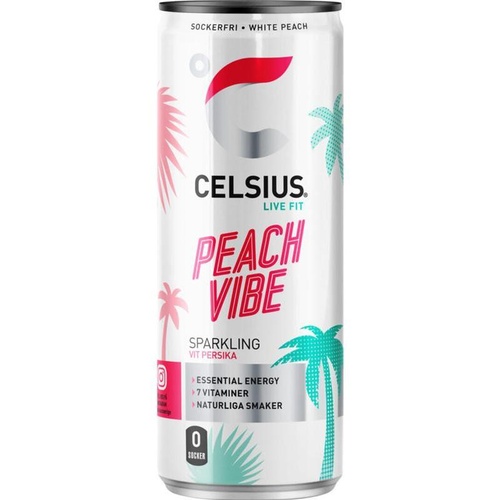 SOCKERFRI • WHITE PEACH
CELSIUS®
LIVE FIT
PEACH
VIBE
SPARKLING
VIT PERSIKA
› ESSENTIAL ENERGY
› 7 VITAMINER
› NATURLIGA SMAKER
0
SOCKER